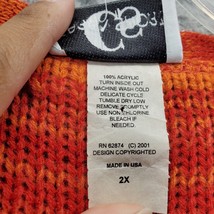 100% ACRYLIC
TURN INSIDE OUT
MACHINE WASH COLD
DELICATE CYCLE
TUMBLE DRY LOW
REMOVE PROMPTLY
USE NON-CHLORINE
BLEACH IF
NEEDED.
RN 62874 (C) 2001
DESIGN COPYRIGHTED
MADE IN USA
2X